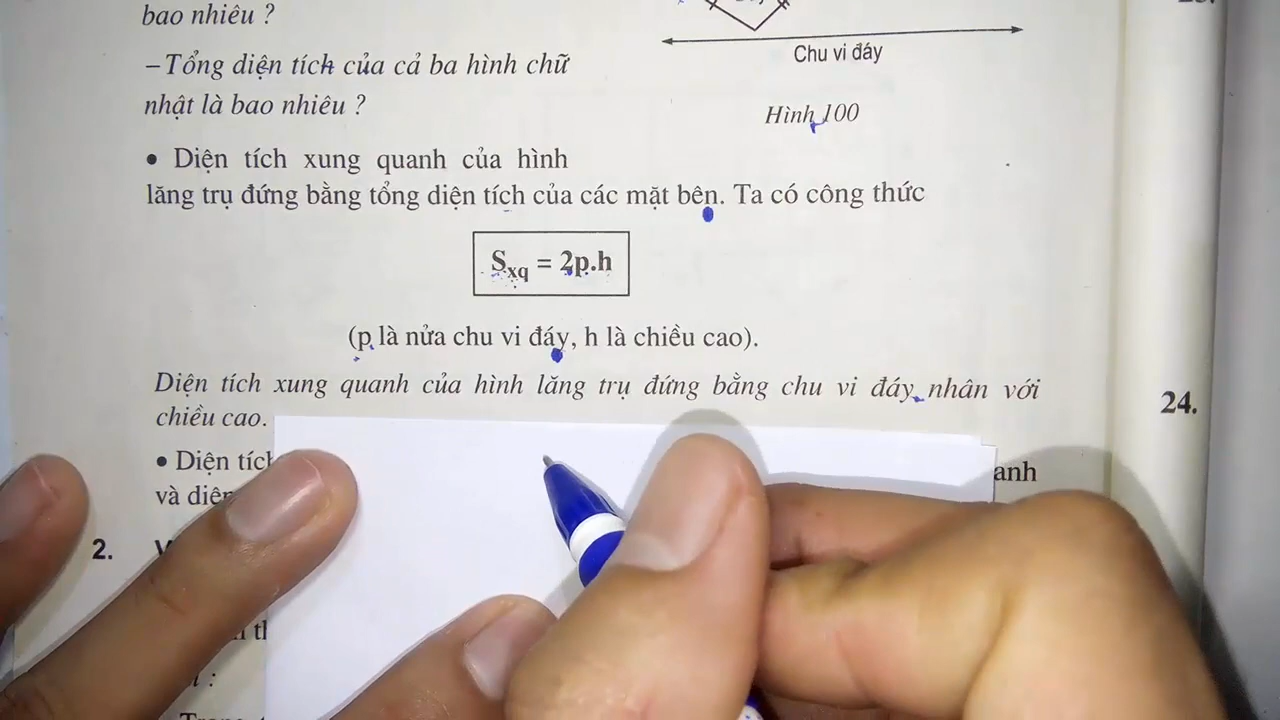 bao nhiêu ?
–Tổng diện tích của cả ba hình chữ
nhật là bao nhiêu ?
Chu vi đáy
Hình 100
• Diện tích xung quanh của hình
lăng trụ đứng bằng tổng diện tích của các mặt bên. Ta có công thức
Sxq = 2p.h
(p là nửa chu vi đáy, h là chiều cao).
Diện tích xung quanh của hình lăng trụ đứng bằng chu vi đáy nhân với
chiều cao.
24.
• Diện tích
anh
và diện
2.